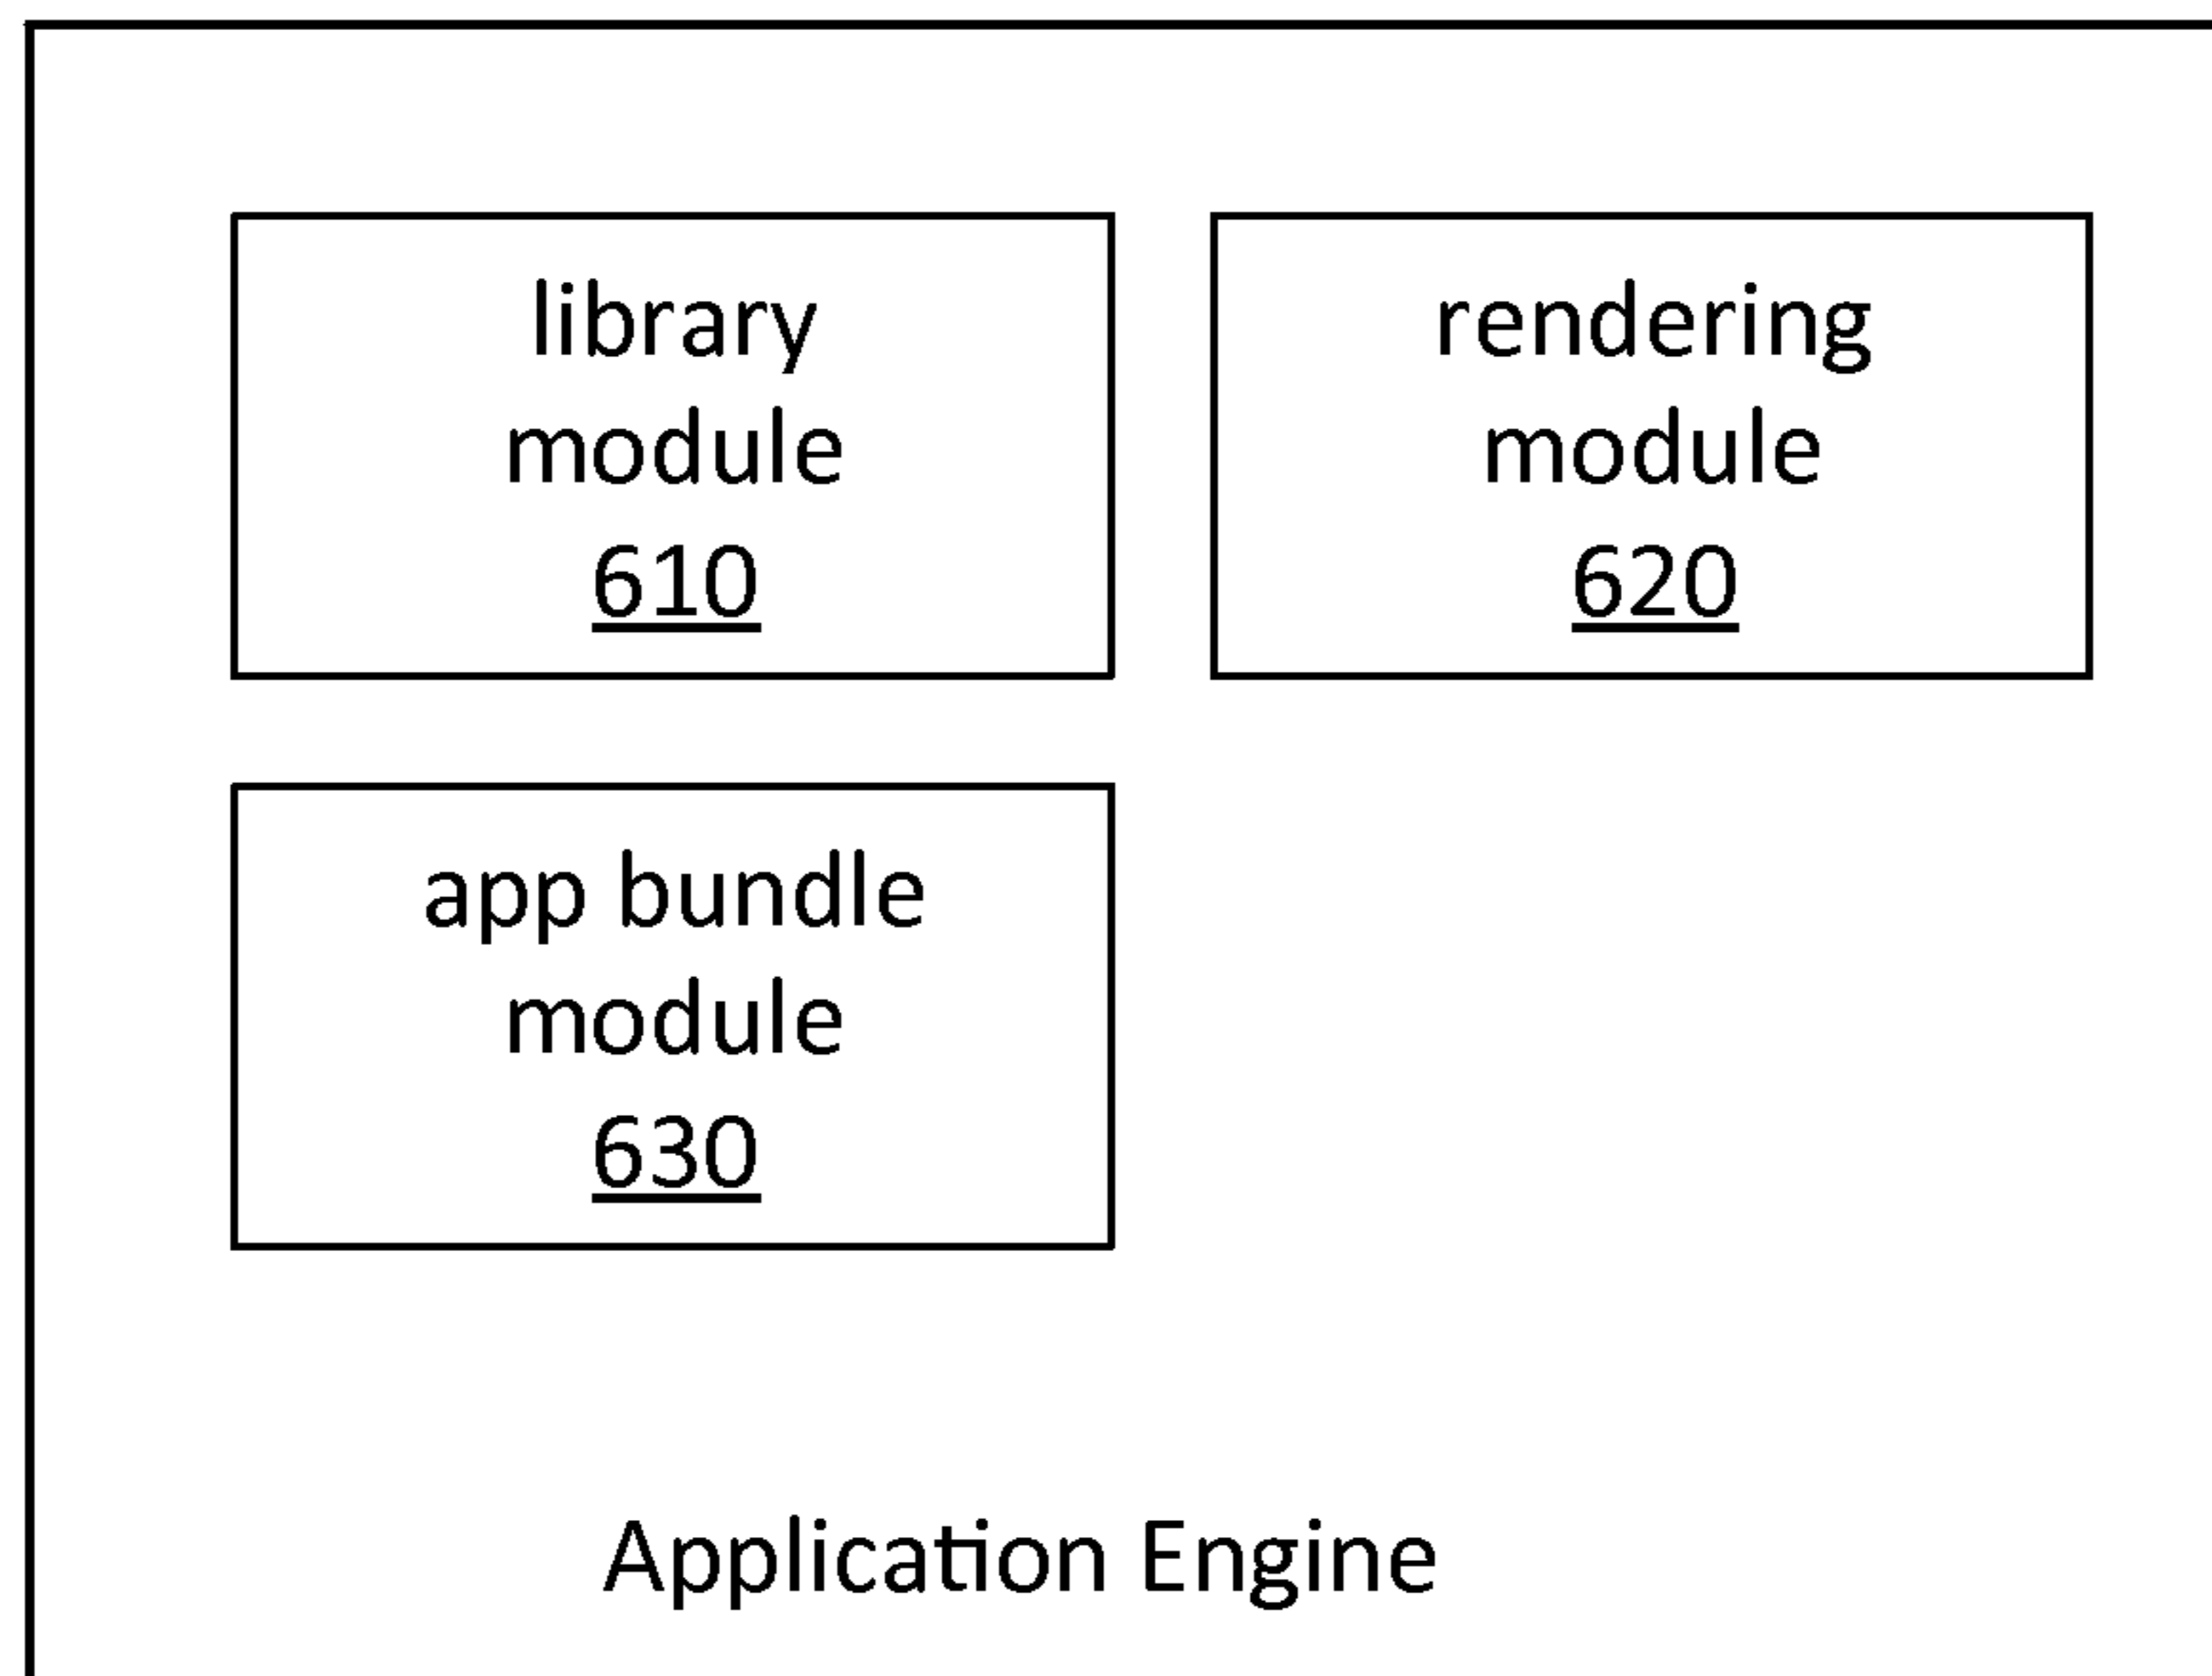 library
module
610
rendering
module
620
app bundle
module
630
Application Engine